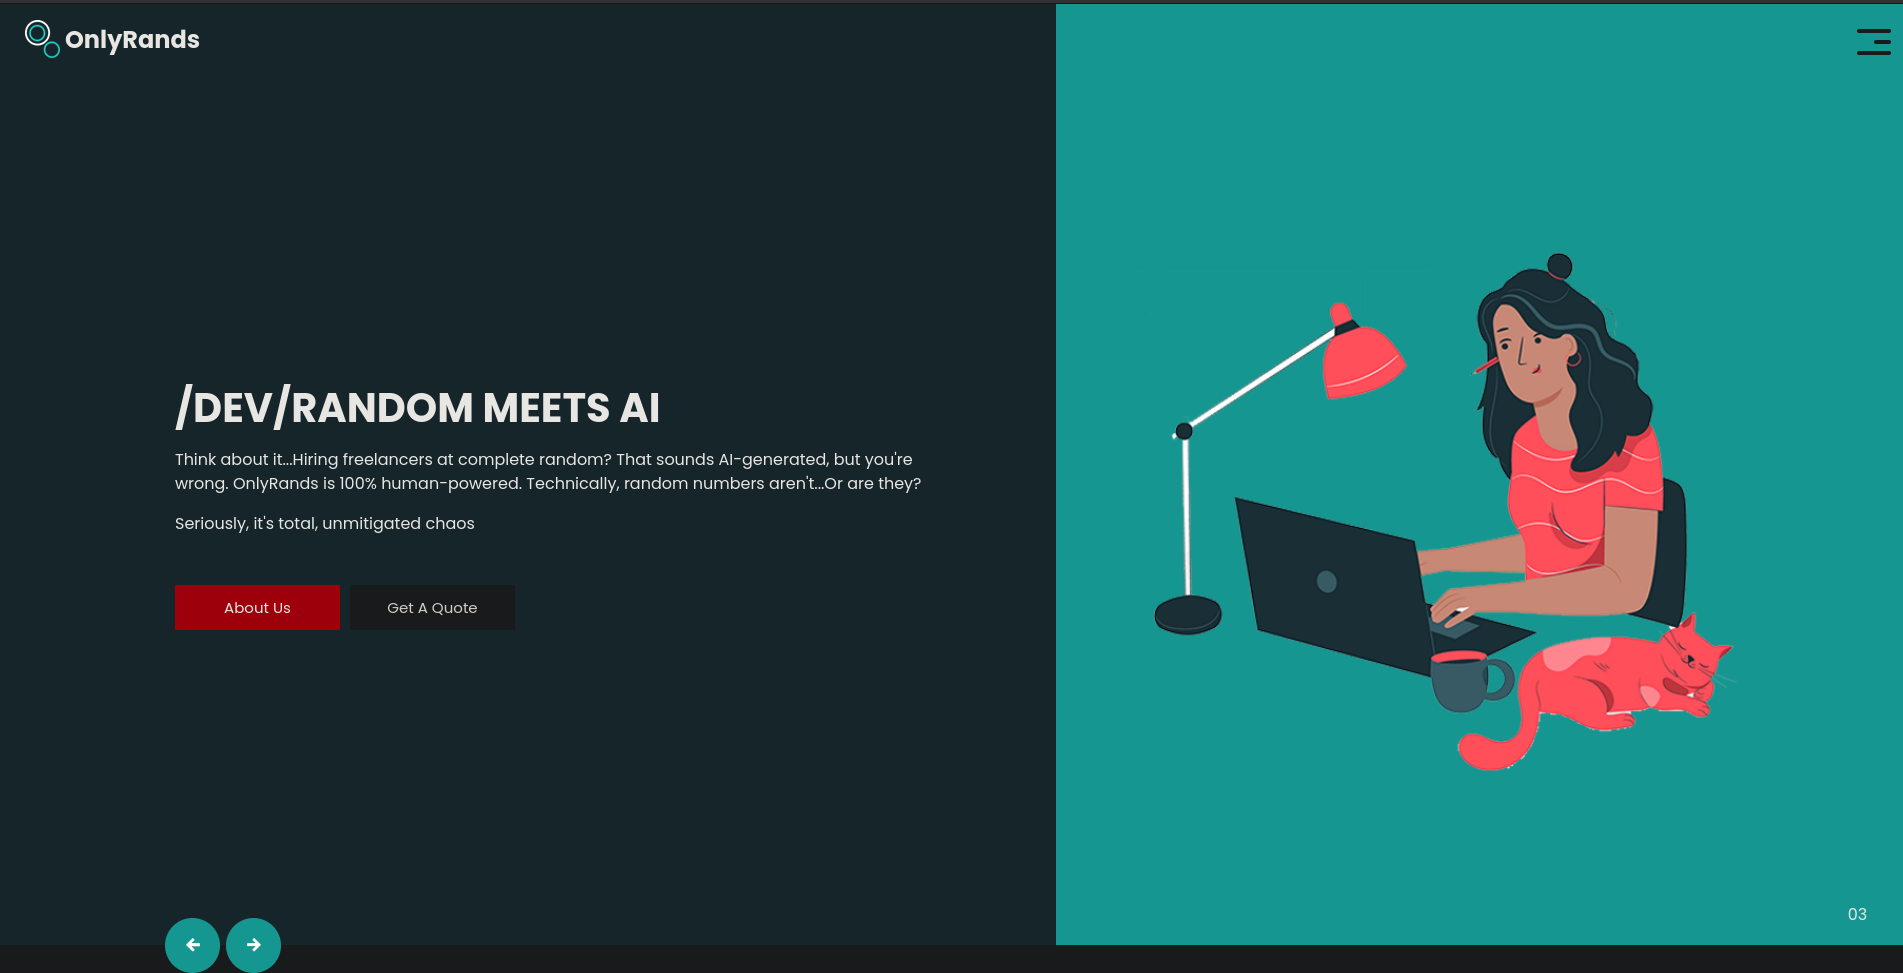 OnlyRands
/DEV/RANDOM MEETS AI
Think about it...Hiring freelancers at complete random? That sounds AI-generated, but you're
wrong. OnlyRands is 100% human-powered. Technically, random numbers aren't...Or are they?
Seriously, it's total, unmitigated chaos
About Us
Get A Quote
03